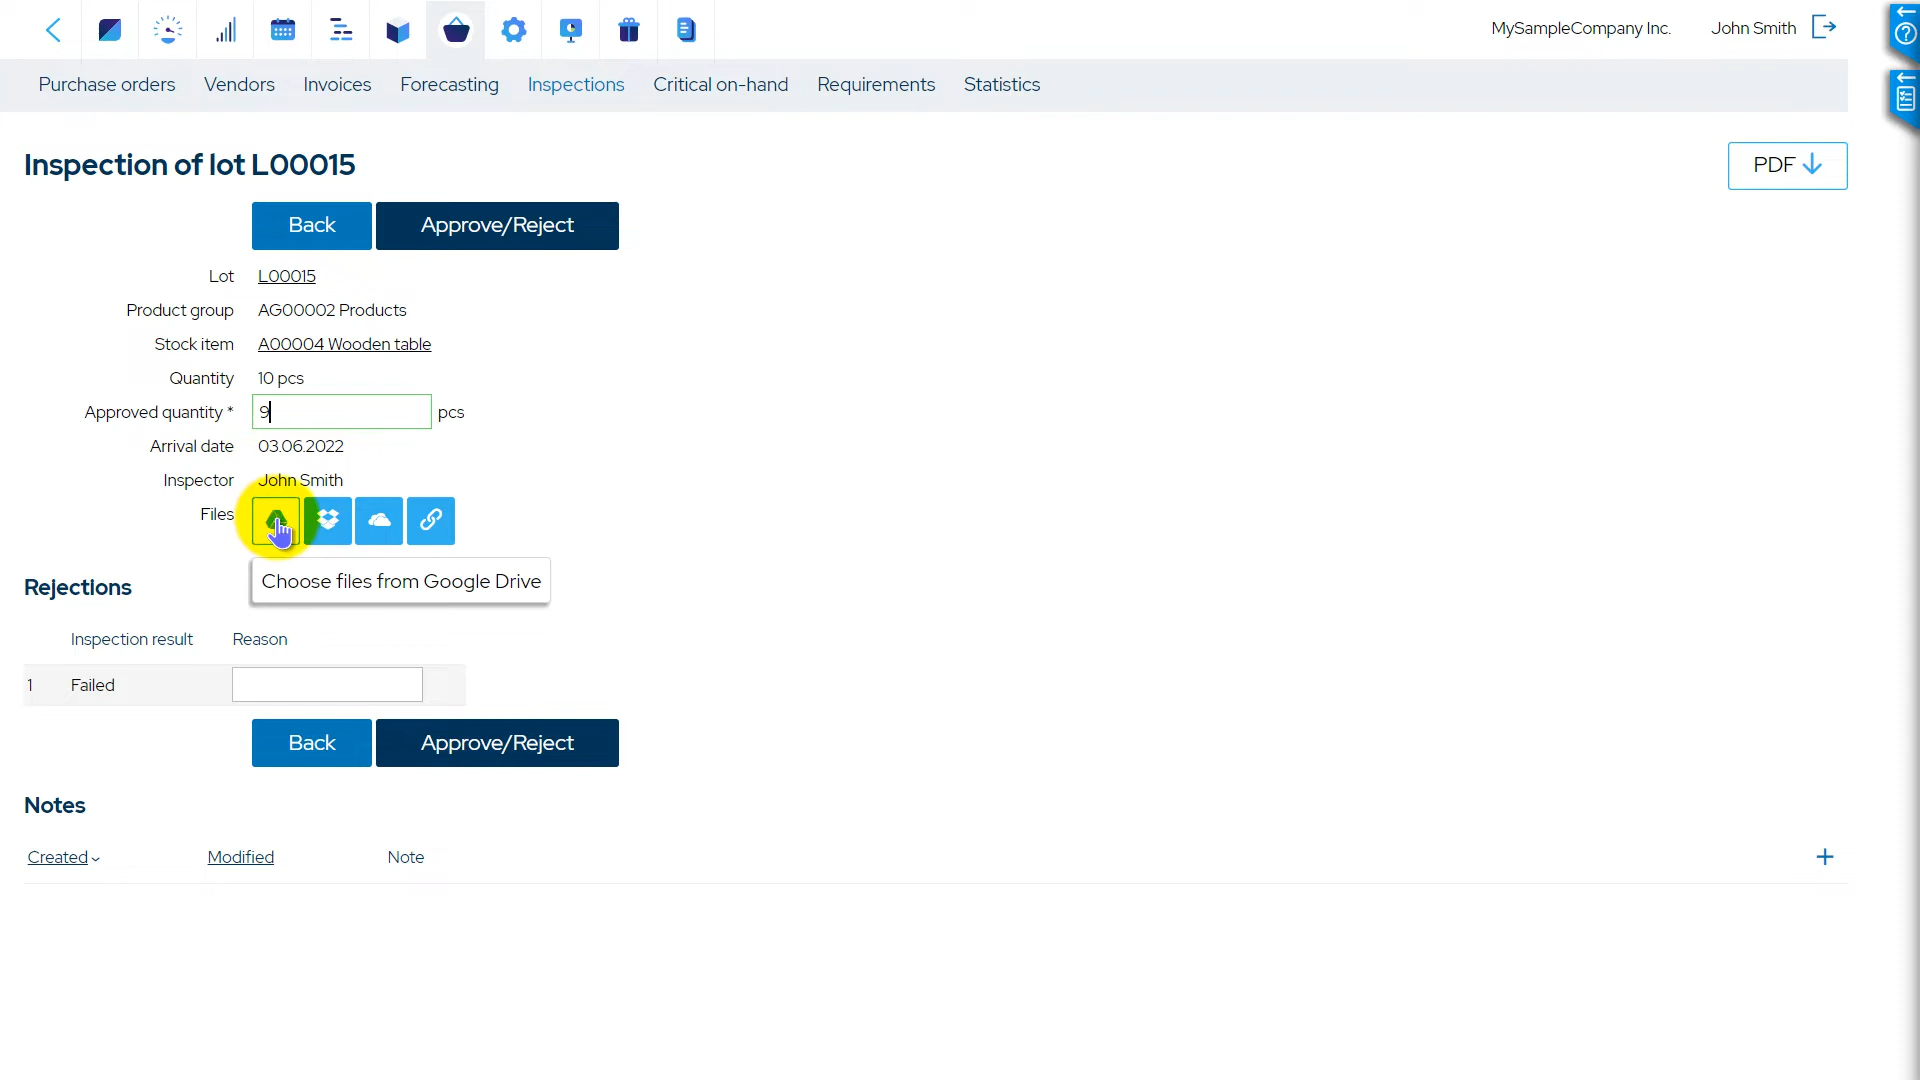 MySampleCompany Inc. John Smith
Purchase orders Vendors Invoices Forecasting Inspections Critical on-hand Requirements Statistics
Inspection of lot L00015
PDF
Back Approve/Reject
Lot L00015
Product group AG00002 Products
Stock item A00004 Wooden table
Quantity 10 pcs
Approved quantity * 9 pcs
Arrival date 03.06.2022
Inspector John Smith
Files
Choose files from Google Drive
Rejections
Inspection result Reason
1 Failed
Back Approve/Reject
Notes
Created Modified Note